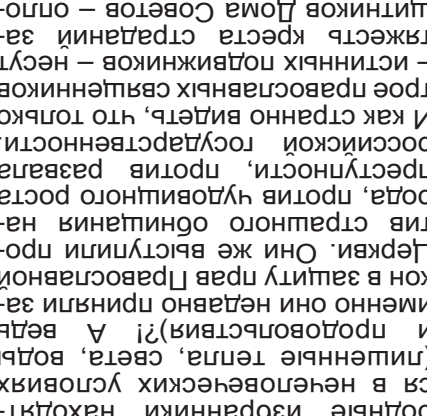 родные избранники находят-
ся в нечеловеческих условиях
(лишенные тепла, света, воды
и продовольствия)?! А ведь
именно они недавно приняли за-
кон в защиту прав Православной
Церкви. Они же выступили про-
тив страшного обнищания на-
рода, против чудовищного роста
преступности, против развала
российской государственности.
И как странно видеть, что только
трое православных священников
– истинных подвижников – несут
тяжесть креста страданий за-
щитников Дома Советов – опло-